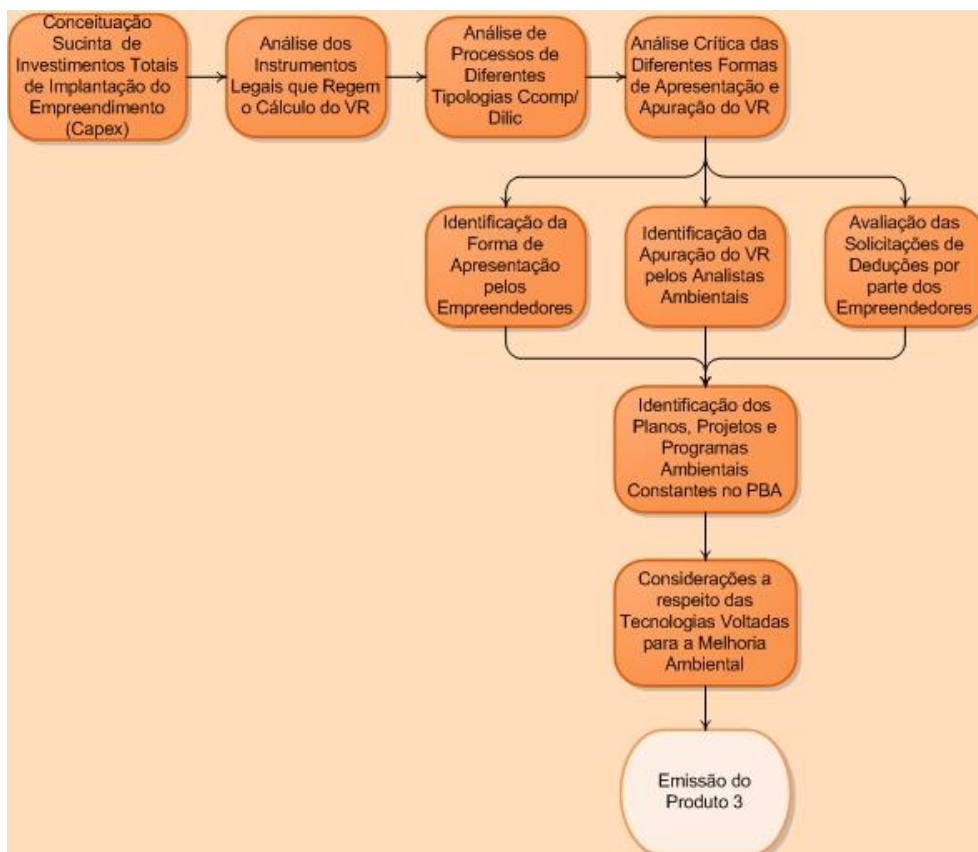 Conceituação
Sucinta de
Investimentos Totais
de Implantação do
Empreendimento
(Capex)
Análise dos
Instrumentos
Legais que Regem
o Cálculo do VR
Análise de
Processos de
Diferentes
Tipologias Ccomp/
Dilic
Análise Crítica das
Diferentes Formas
de Apresentação e
Apuração do VR
Identificação da
Forma de
Apresentação
pelos
Empreendedores
Identificação da
Apuração do VR
pelos Analistas
Ambientais
Avaliação das
Solicitações de
Deduções por
parte dos
Empreendedores
Identificação dos
Planos, Projetos e
Programas
Ambientais
Constantes no PBA
Considerações a
respeito das
Tecnologias Voltadas
para a Melhoria
Ambiental
Emissão do
Produto 3